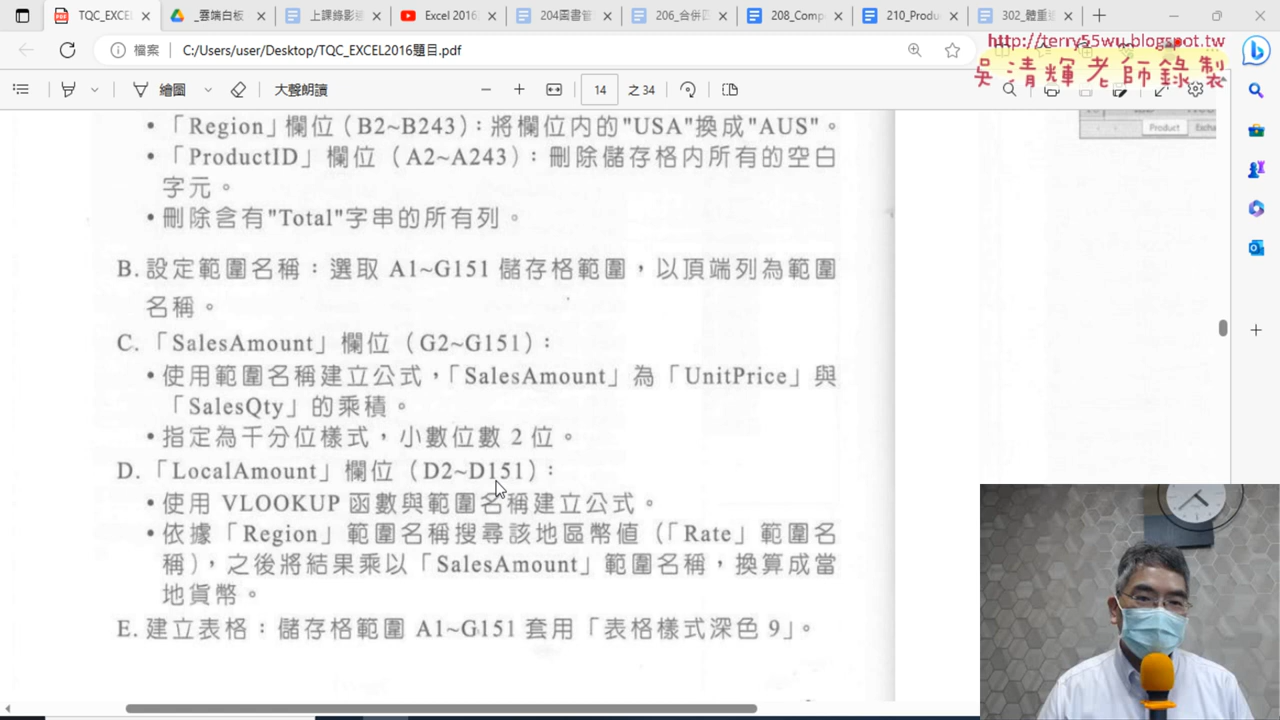 TQC_EXCEL
_雲端白板
上課錄影連
Excel 2016
204圖書管
206_合併四
208_Comp
210_Produ
302_體重連
檔案
C:/Users/user/Desktop/TQC_EXCEL2016題目.pdf
http://terry55wu.blogspot.tw
吳清輝老師錄製
繪圖
大聲朗讀
14
之 34
•「Region」欄位（B2~B243）：將欄位內的"USA"換成"AUS"。
•「ProductID」欄位（A2~A243）：刪除儲存格內所有的空白
字元。
•刪除含有"Total"字串的所有列。
Product
B. 設定範圍名稱：選取 A1~G151 儲存格範圍，以頂端列為範圍
名稱。
C.「SalesAmount」欄位（G2~G151）：
•使用範圍名稱建立公式，「SalesAmount」為「UnitPrice」與
「SalesQty」的乘積。
•指定為千分位樣式，小數位數 2 位。
D.「LocalAmount」欄位（D2~D151）：
•使用 VLOOKUP 函數與範圍名稱建立公式。
•依據「Region」範圍名稱搜尋該地區幣值（「Rate」範圍名
稱），之後將結果乘以「SalesAmount」範圍名稱，換算成當
地貨幣。
E. 建立表格：儲存格範圍 A1~G151 套用「表格樣式深色 9」。